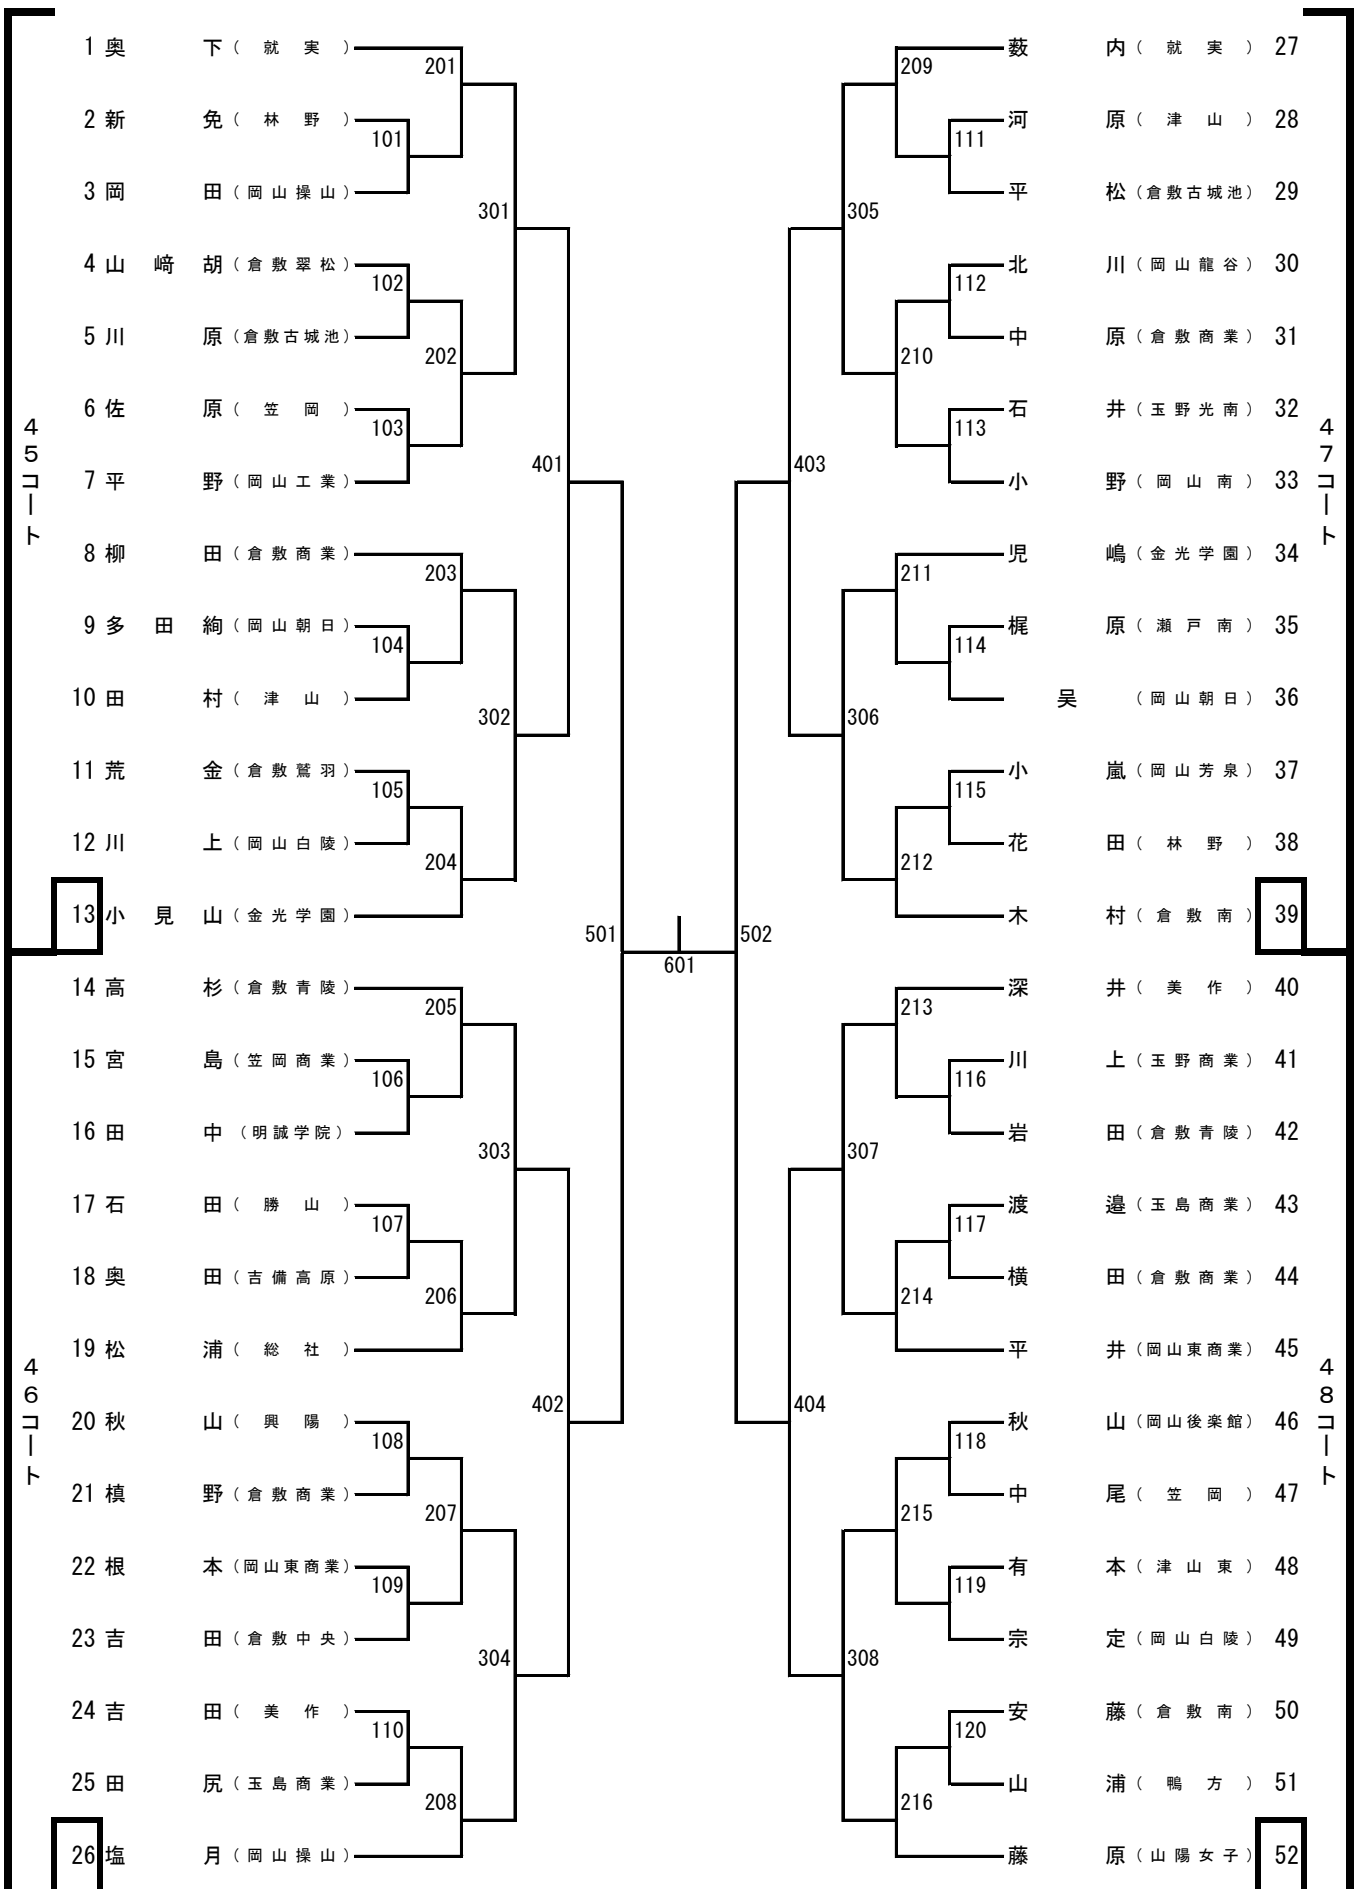 1 奥下（就実） 201 209 薮内（就実） 27
2 新免（林野） 101 111 河原（津山） 28
3 岡田（岡山操山） 301 305 平松（倉敷古城池） 29
4 山﨑胡（倉敷翠松） 102 112 北川（岡山龍谷） 30
5 川原（倉敷古城池） 202 210 中原（倉敷商業） 31
6 佐原（笠岡） 103 113 石井（玉野光南） 32
45コート 401 403 47コート
7 平野（岡山工業） 小野（岡山南） 33
8 柳田（倉敷商業） 203 211 児嶋（金光学園） 34
9 多田絢（岡山朝日） 104 114 梶原（瀬戸南） 35
10 田村（津山） 302 306 吴（岡山朝日） 36
11 荒金（倉敷鷲羽） 105 115 小嵐（岡山芳泉） 37
12 川上（岡山白陵） 204 212 花田（林野） 38
13 小見山（金光学園） 木村（倉敷南） 39
501 502
601
14 高杉（倉敷青陵） 205 213 深井（美作） 40
15 宮島（笠岡商業） 106 116 川上（玉野商業） 41
16 田中（明誠学院） 303 307 岩田（倉敷青陵） 42
17 石田（勝山） 107 117 渡邉（玉島商業） 43
18 奥田（吉備高原） 206 214 横田（倉敷商業） 44
19 松浦（総社） 平井（岡山東商業） 45
46コート 402 404 48コート
20 秋山（興陽） 108 118 秋山（岡山後楽館） 46
21 槙野（倉敷商業） 207 215 中尾（笠岡） 47
22 根本（岡山東商業） 109 119 有本（津山東） 48
23 吉田（倉敷中央） 304 308 宗定（岡山白陵） 49
24 吉田（美作） 110 120 安藤（倉敷南） 50
25 田尻（玉島商業） 208 216 山浦（鴨方） 51
26 塩月（岡山操山） 藤原（山陽女子） 52